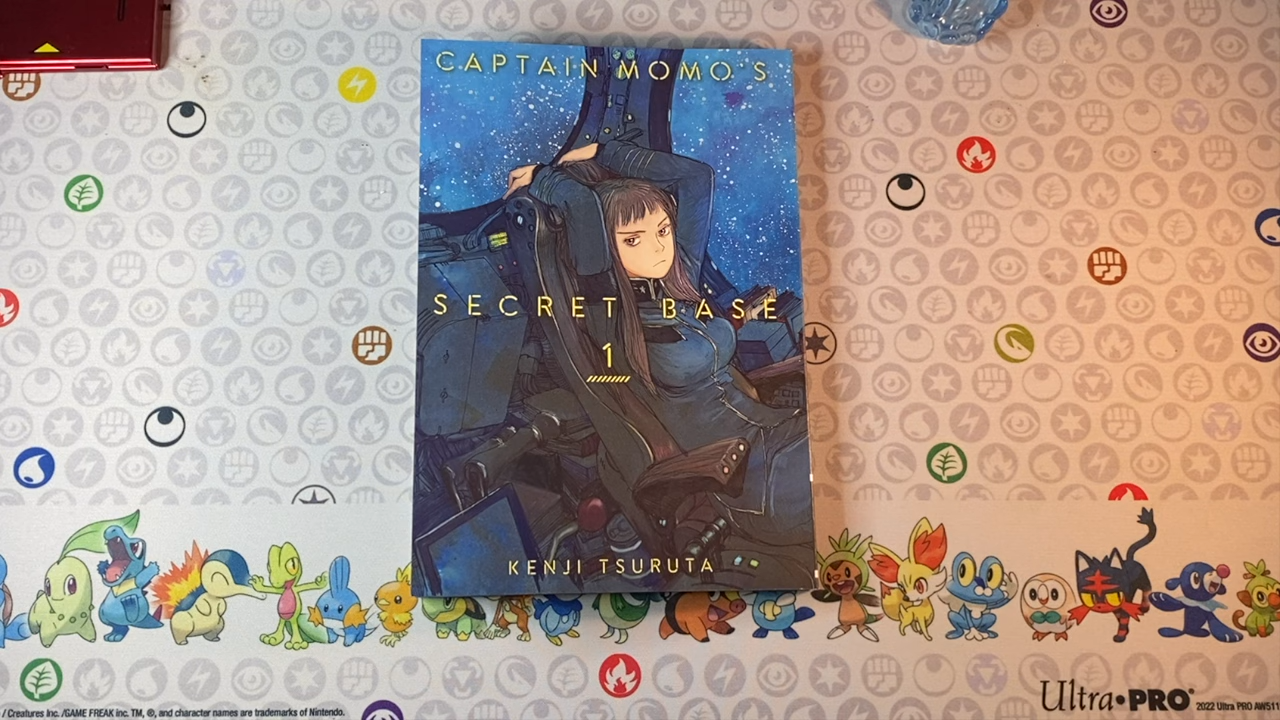 CAPTAIN MOMO'S
SECRET BASE
1
KENJI TSURUTA
Ultra•PRO®
/ Creatures Inc. /GAME FREAK inc. TM, ®, and character names are trademarks of Nintendo.
2022 Ultra PRO AW511